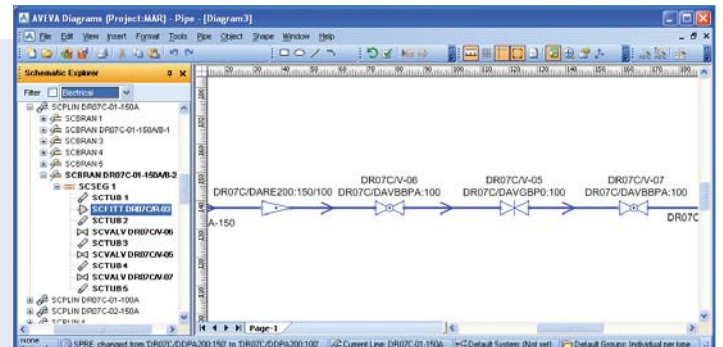 AVEVA Diagrams (Project:MAR) - Pipe - [Diagram3]
File Edit View Insert Format Tools Pipe Object Shape Window Help
Schematic Explorer
Filter Electrical
SCPLIN DR07C-01-150A
SCBRAN 1
SCBRAN DR07C-01-150A/B-1
SCBRAN 3
SCBRAN 4
SCBRAN 5
SCBRAN DR07C-01-150A/B-2
SCSEG 1
SCTUB 1
SCFITT DR07C/R-03
SCTUB 2
SCVALV DR07C/V-06
SCTUB 3
SCVALV DR07C/V-05
SCTUB 4
SCVALV DR07C/V-07
SCTUB 5
SCPLIN DR07C-01-100A
SCPLIN DR07C-02-150A
DR07C/V-06 DR07C/V-05 DR07C/V-07
DR07C/DARE200:150/100 DR07C/DAVBBPA:100 DR07C/DAVGBP0:100 DR07C/DAVBBPA:100
A-150 DR07C
Page-1
none SPRE changed from 'DR07C/DDPA200:150' to 'DR07C/DDPA200:100' Current Line: DR07C-01-150A Default System: (Not set) Default Groups: Individual per type